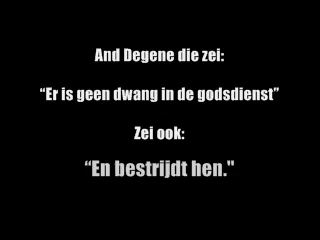 And Degene die zei:
“Er is geen dwang in de godsdienst”
Zei ook:
“En bestrijdt hen."